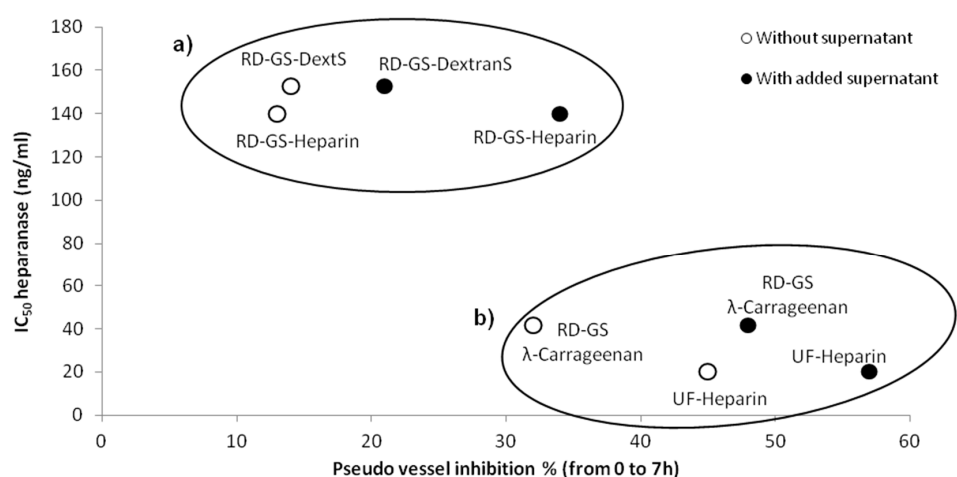 180
160
140
120
100
80
60
40
20
0
IC50 heparanase (ng/ml)
a)
RD-GS-DextS
RD-GS-DextranS
RD-GS-Heparin
RD-GS-Heparin
Without supernatant
With added supernatant
b)
RD-GS
λ-Carrageenan
RD-GS
λ-Carrageenan
UF-Heparin
UF-Heparin
0 10 20 30 40 50 60
Pseudo vessel inhibition % (from 0 to 7h)